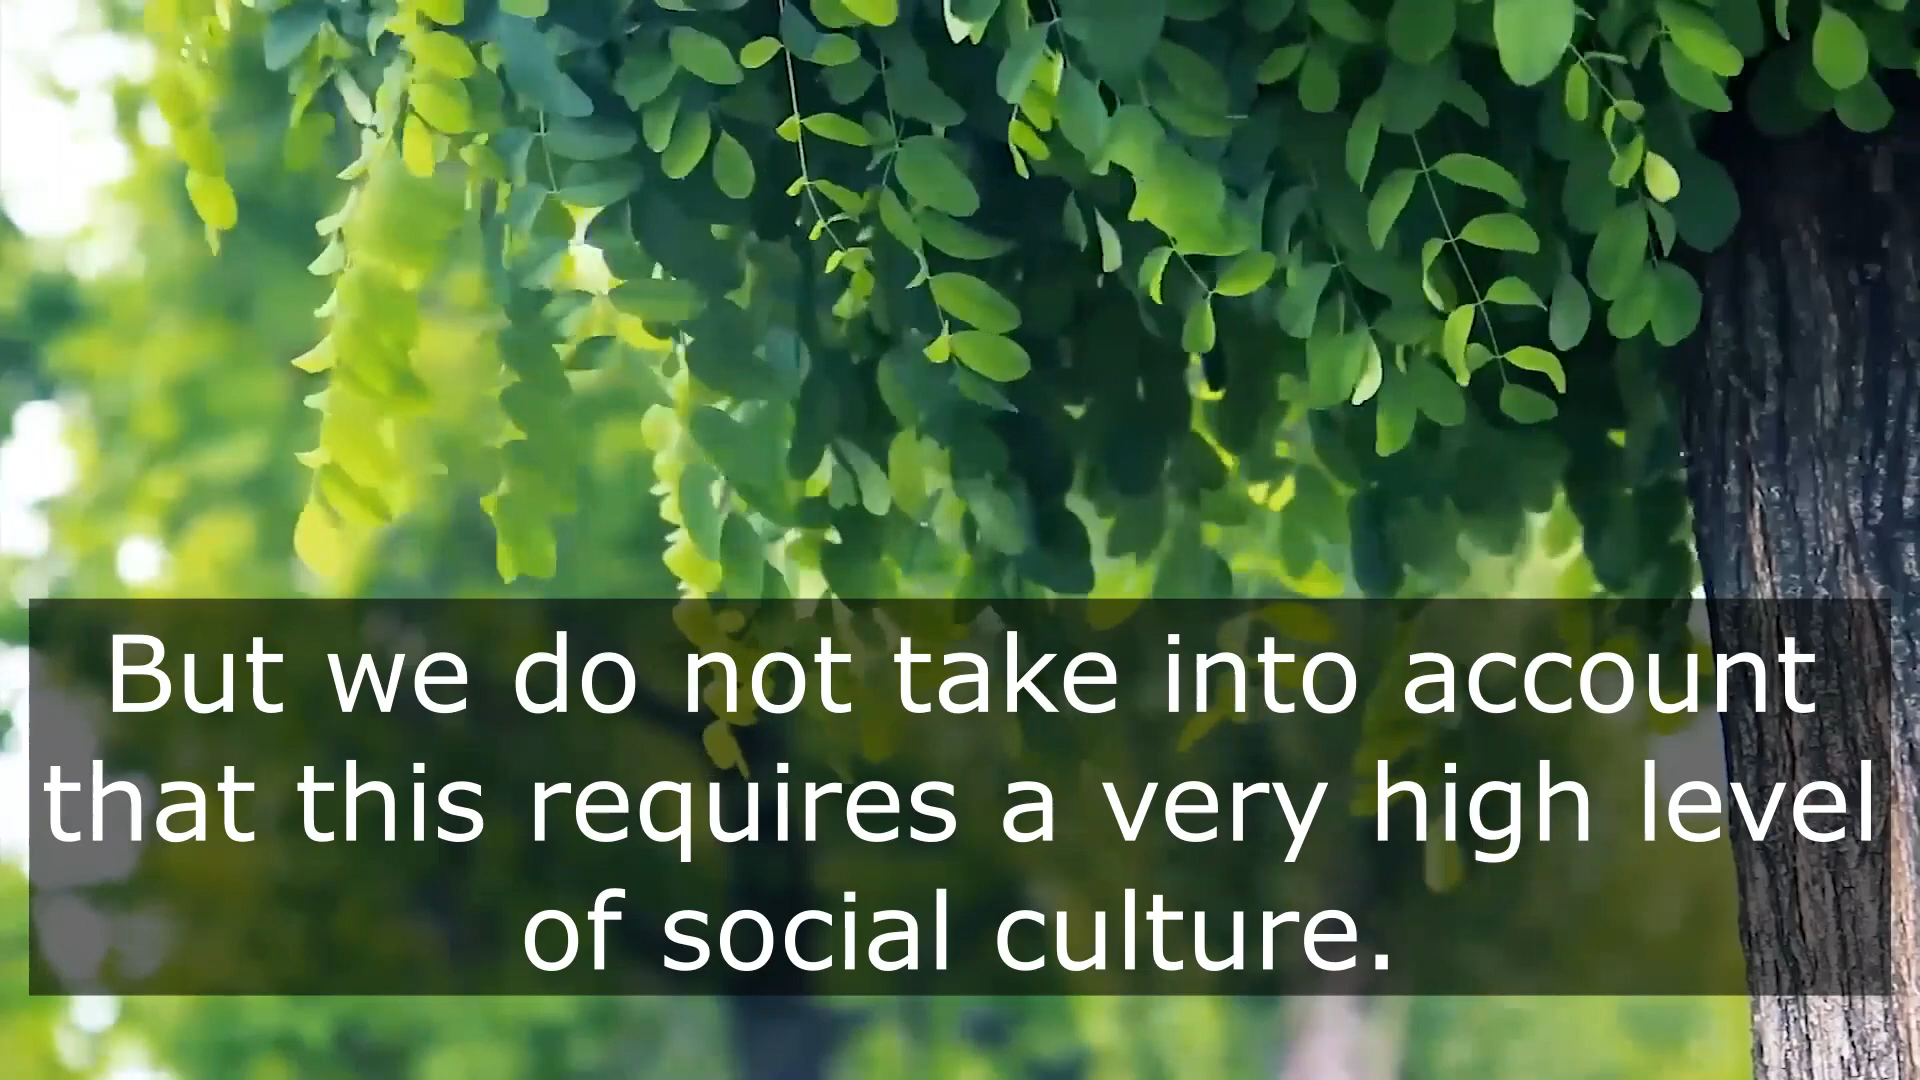 But we do not take into account
that this requires a very high level
of social culture.